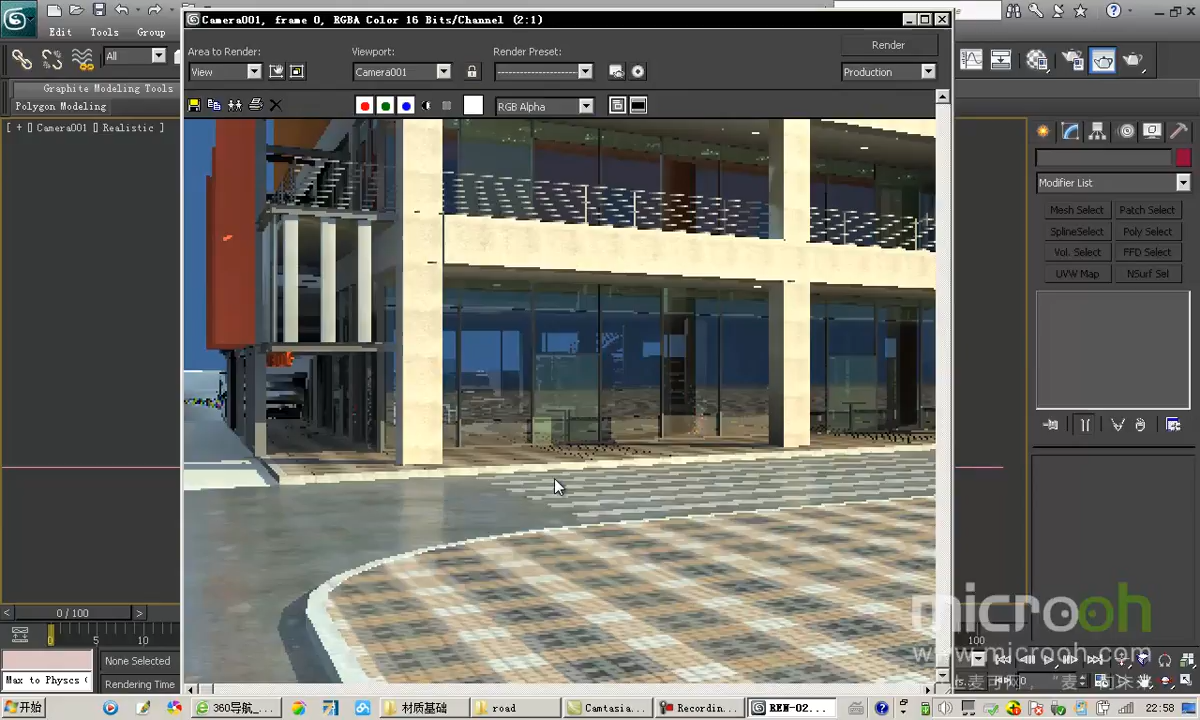 Camera001, frame 0, RGBA Color 16 Bits/Channel (2:1)
Edit Tools Group
Area to Render:
Viewport:
Render Preset:
Render
All
View
Camera001
Production
Graphite Modeling Tools
Polygon Modeling
RGB Alpha
[ + [] Camera001 [] Realistic ]
Modifier List
Mesh Select
Patch Select
SplineSelect
Poly Select
Vol. Select
FFD Select
UVW Map
NSurf Sel
0 / 100
0
5
10
100
None Selected
Max to Physcs (
Rendering Time
microoh
www.microoh.com
开始
360导航_...
材质基础
road
Camtasia...
Recordin...
REN-02...
22:58